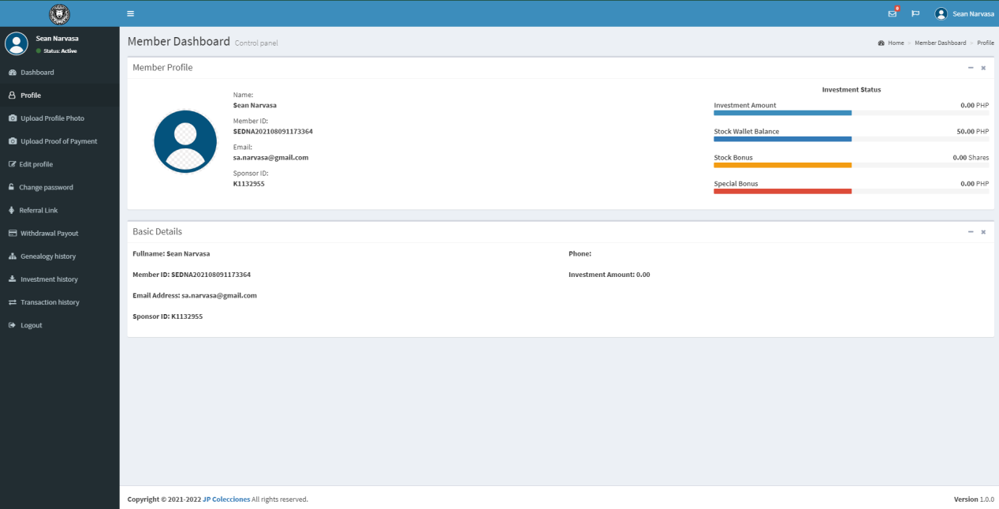 Sean Narvasa
Sean Narvasa
Status: Active
Dashboard
Profile
Upload Profile Photo
Upload Proof of Payment
Edit profile
Change password
Referral Link
Withdrawal Payout
Genealogy history
Investment history
Transaction history
Logout
Member Dashboard Control panel
Home > Member Dashboard > Profile
Member Profile
Name:
Sean Narvasa
Member ID:
SEDNA202108091173364
Email:
sa.narvasa@gmail.com
Sponsor ID:
K1132955
Investment Status
Investment Amount 0.00 PHP
Stock Wallet Balance 50.00 PHP
Stock Bonus 0.00 Shares
Special Bonus 0.00 PHP
Basic Details
Fullname: Sean Narvasa
Member ID: SEDNA202108091173364
Email Address: sa.narvasa@gmail.com
Sponsor ID: K1132955
Phone:
Investment Amount: 0.00
Copyright © 2021-2022 JP Colecciones All rights reserved.
Version 1.0.0